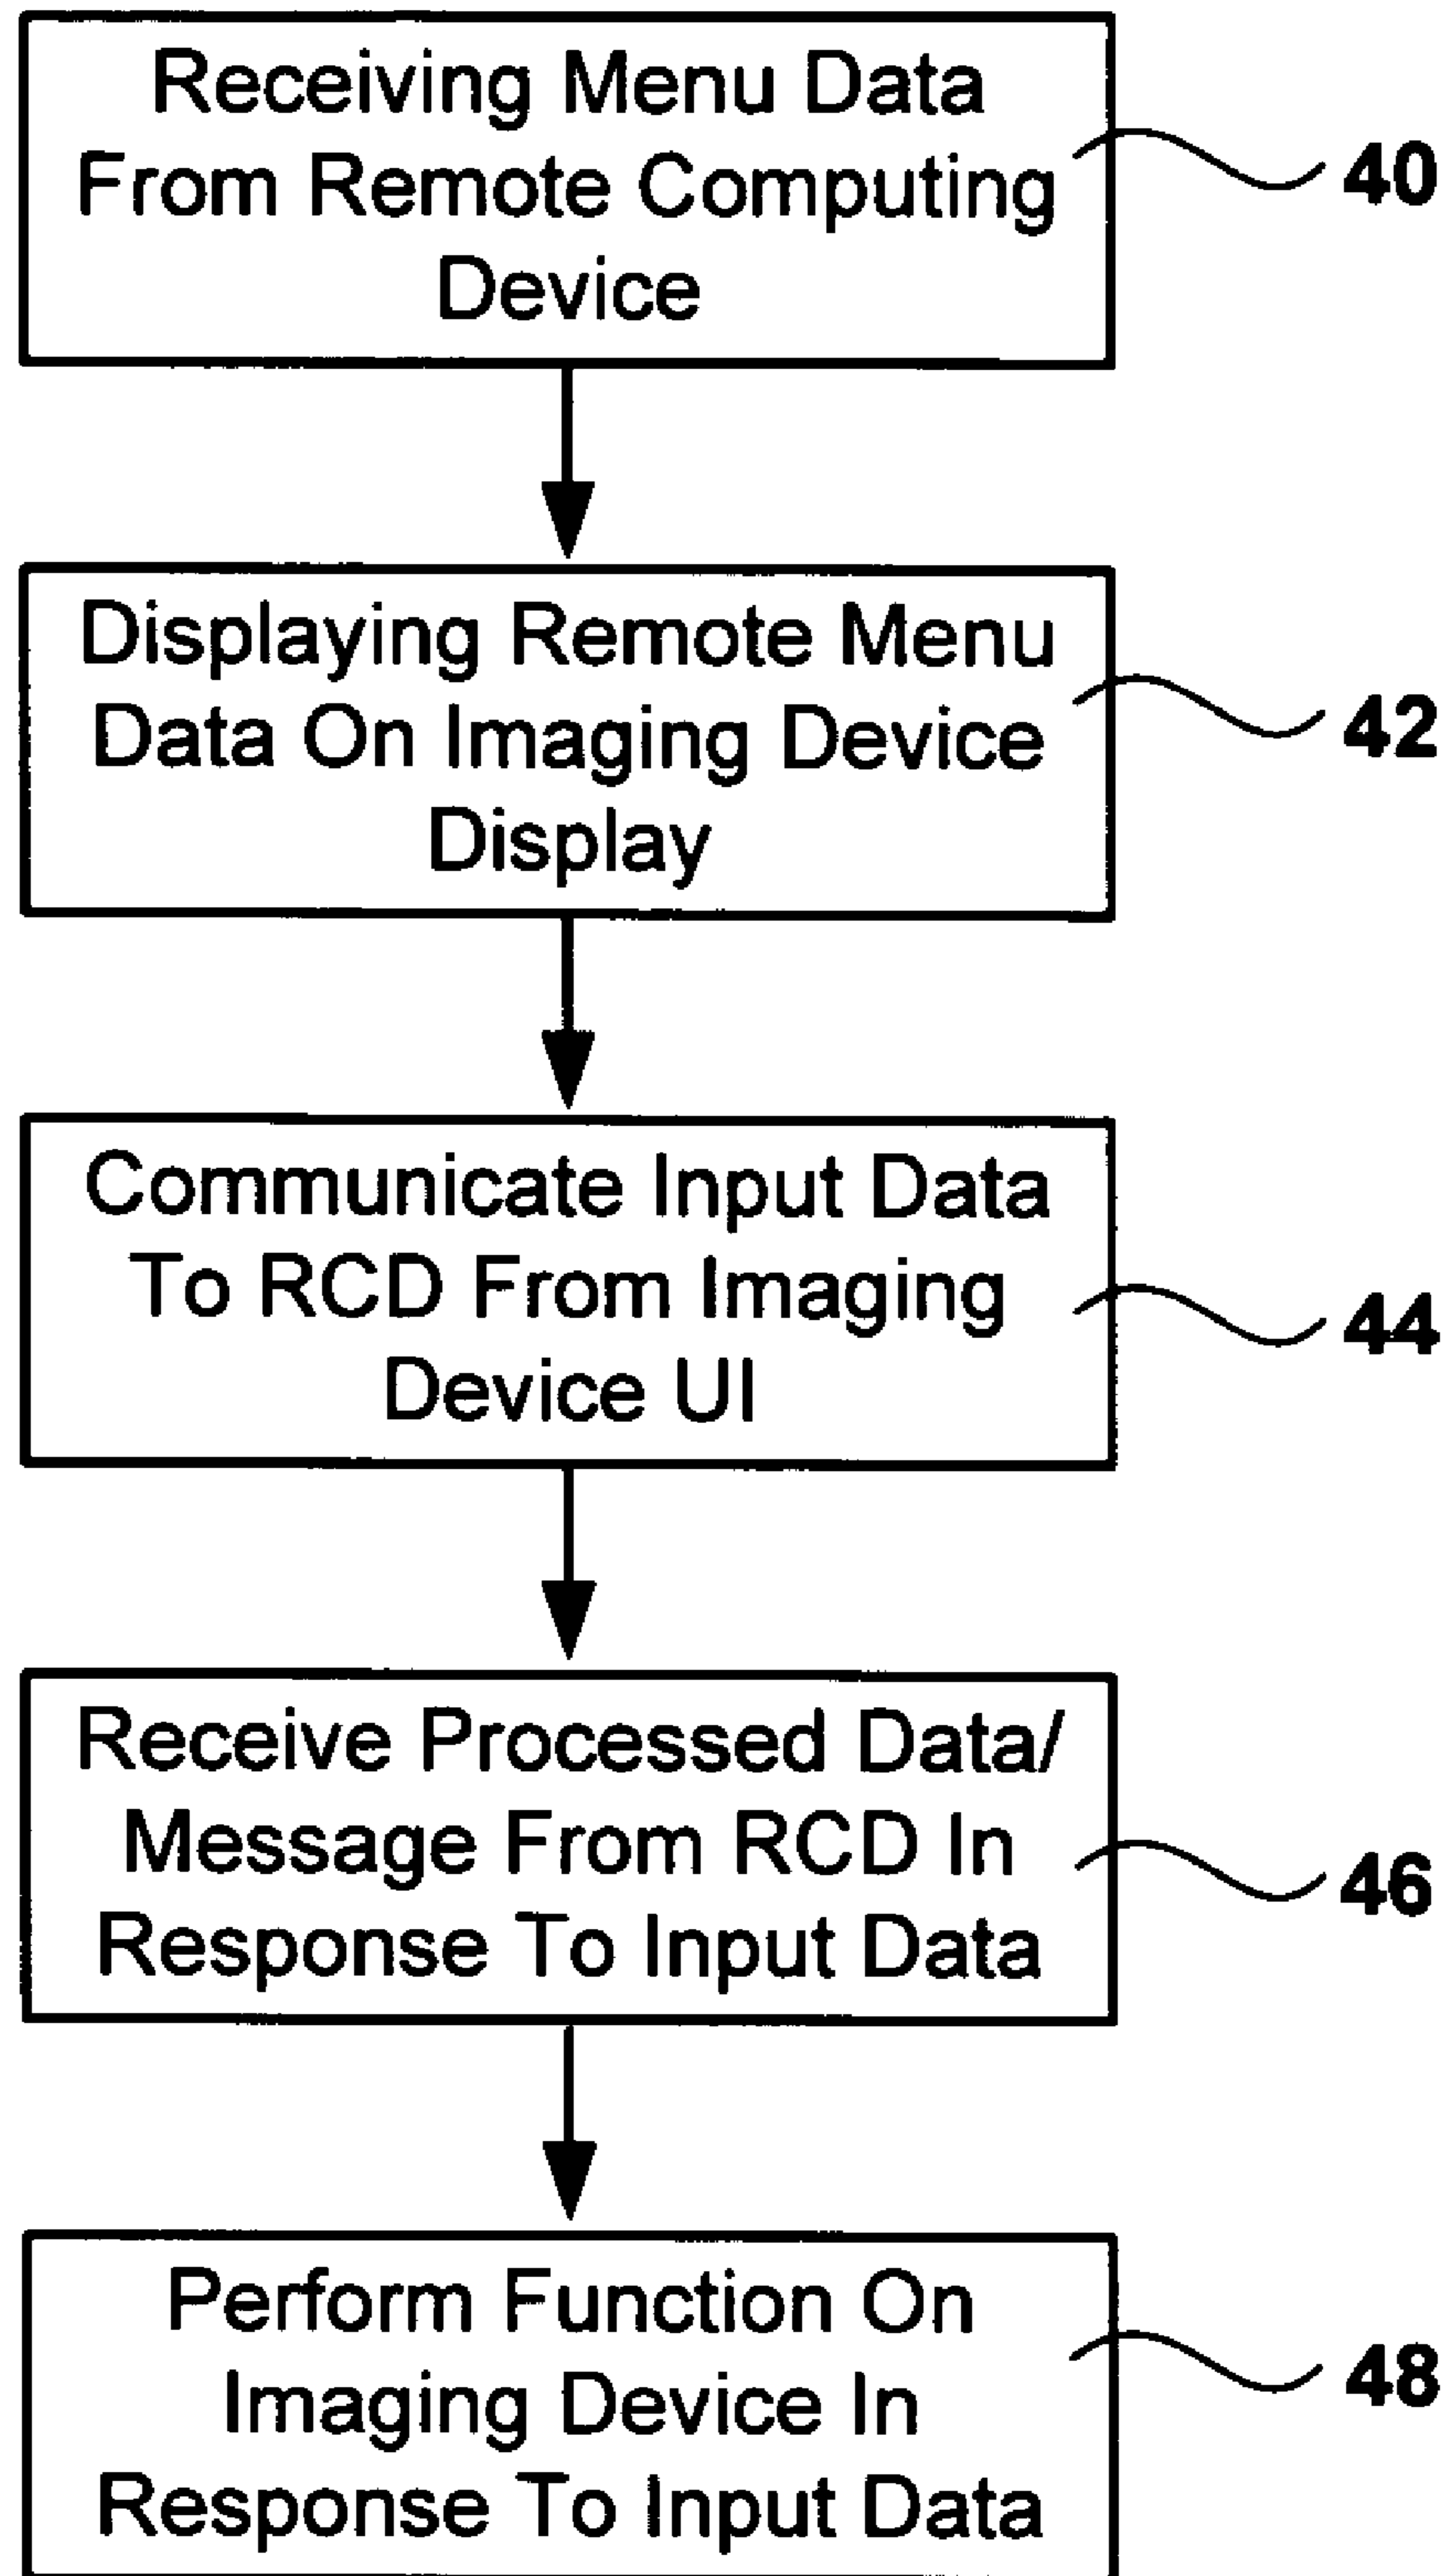 Receiving Menu Data
From Remote Computing
Device
40
Displaying Remote Menu
Data On Imaging Device
Display
42
Communicate Input Data
To RCD From Imaging
Device UI
44
Receive Processed Data/
Message From RCD In
Response To Input Data
46
Perform Function On
Imaging Device In
Response To Input Data
48